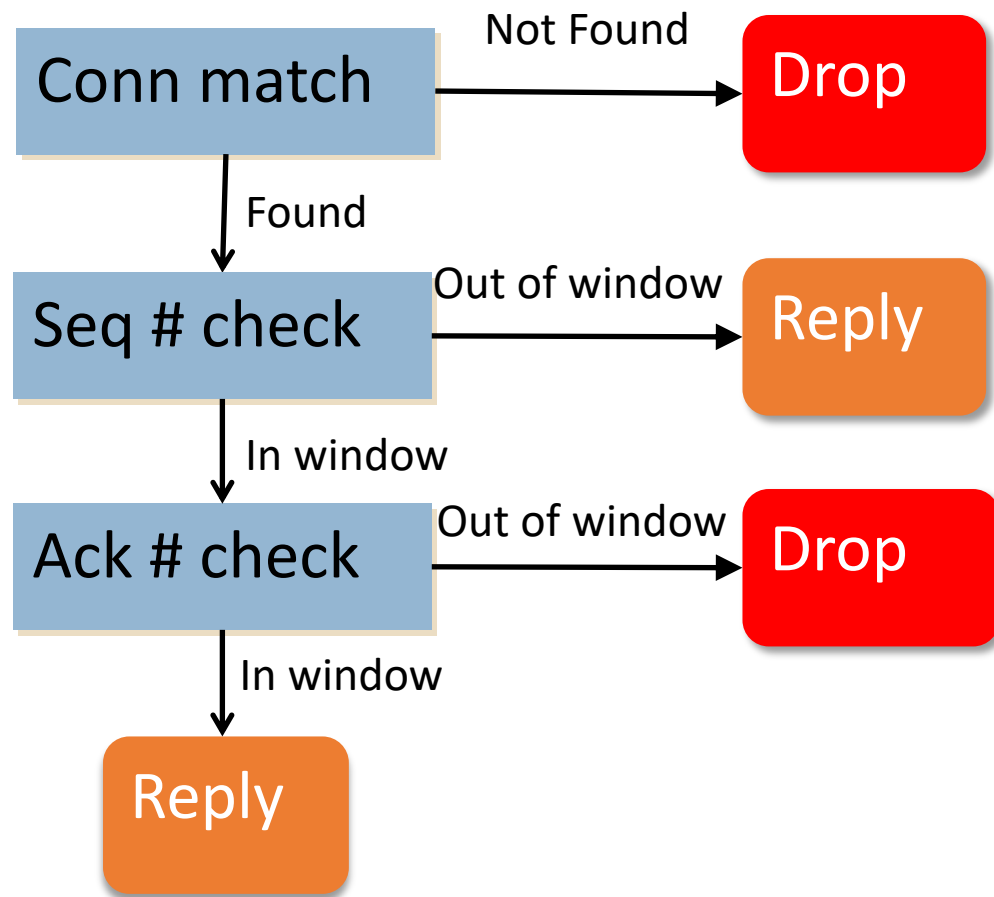 Conn match
Not Found
Drop
Found
Seq # check
Out of window
Reply
In window
Ack # check
Out of window
Drop
In window
Reply